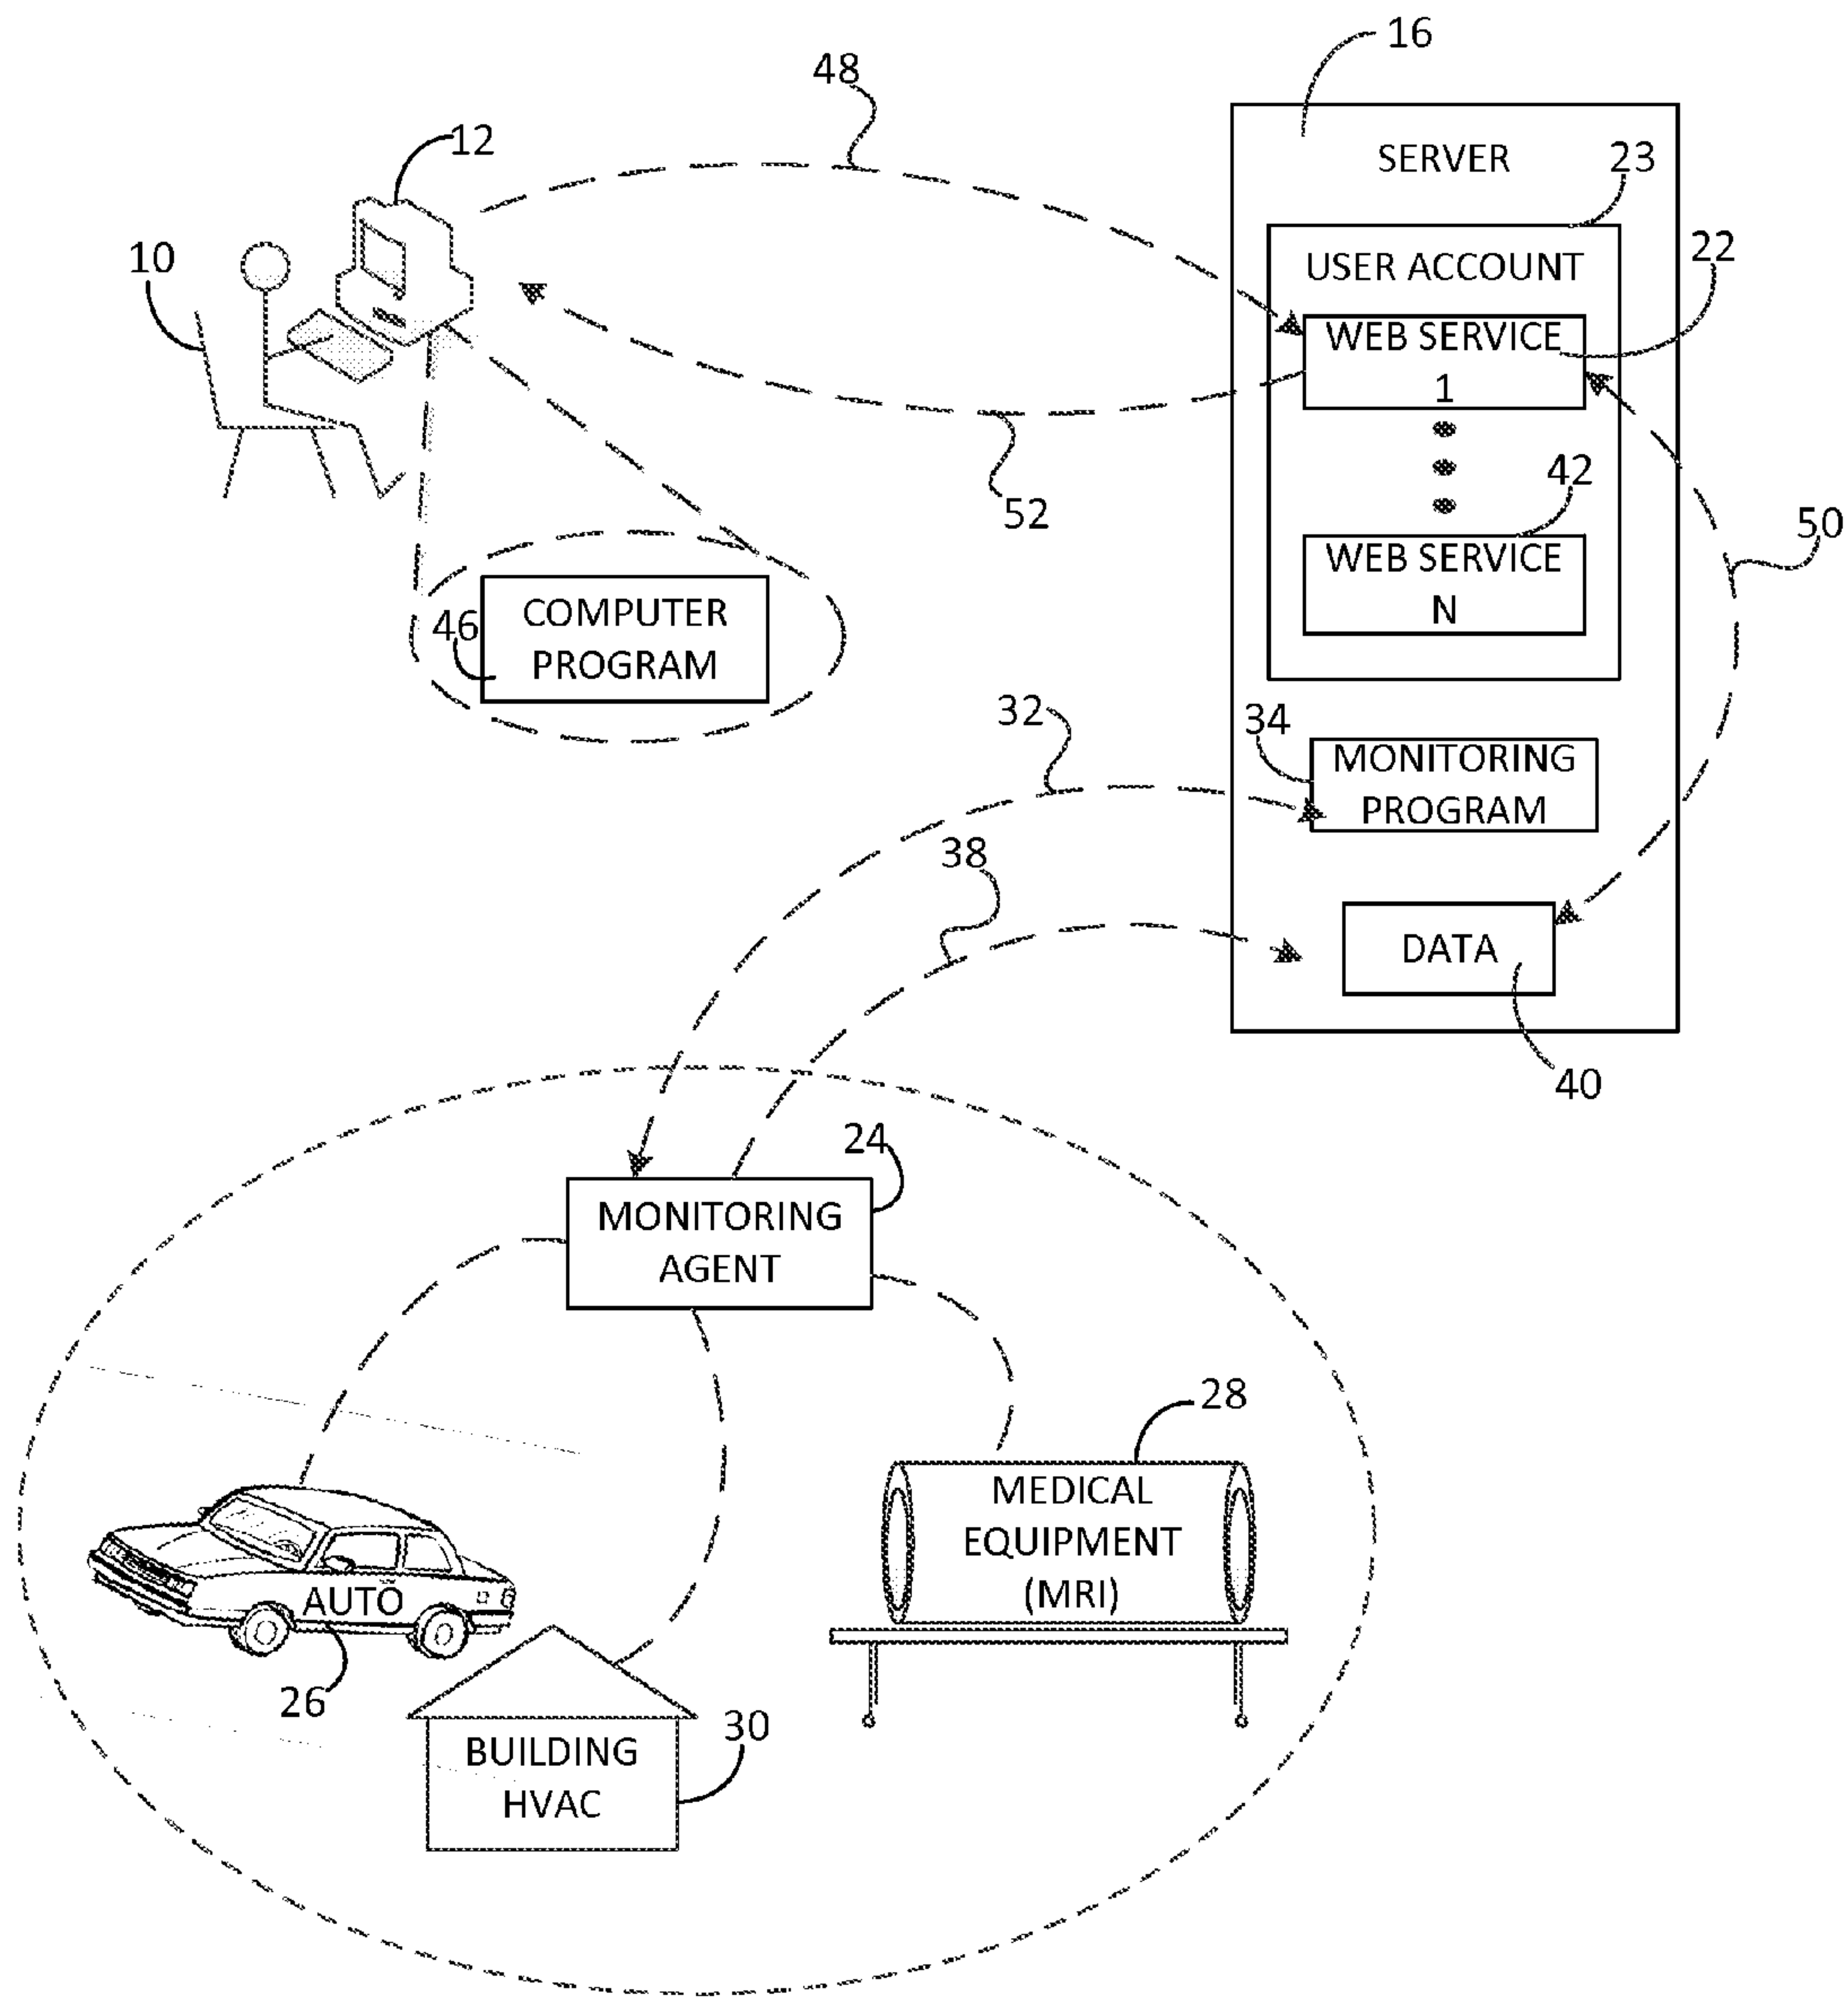 16
48
12
SERVER
23
10
USER ACCOUNT
22
WEB SERVICE
1
52
42
50
WEB SERVICE
N
COMPUTER
PROGRAM
46
32
34
MONITORING
PROGRAM
38
DATA
40
24
MONITORING
AGENT
28
MEDICAL
EQUIPMENT
(MRI)
AUTO
26
30
BUILDING
HVAC